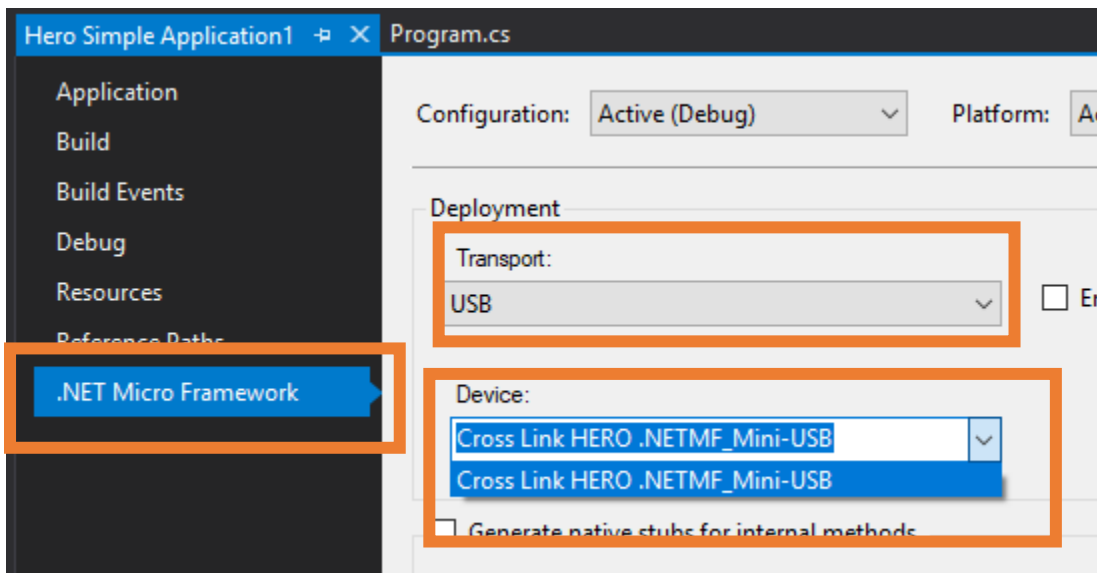 Hero Simple Application1
Program.cs
Application
Build
Build Events
Debug
Resources
Reference Paths
.NET Micro Framework
Configuration:
Active (Debug)
Platform:
Deployment
Transport:
USB
Device:
Cross Link HERO .NETMF_Mini-USB
Cross Link HERO .NETMF_Mini-USB
Generate native stubs for internal methods